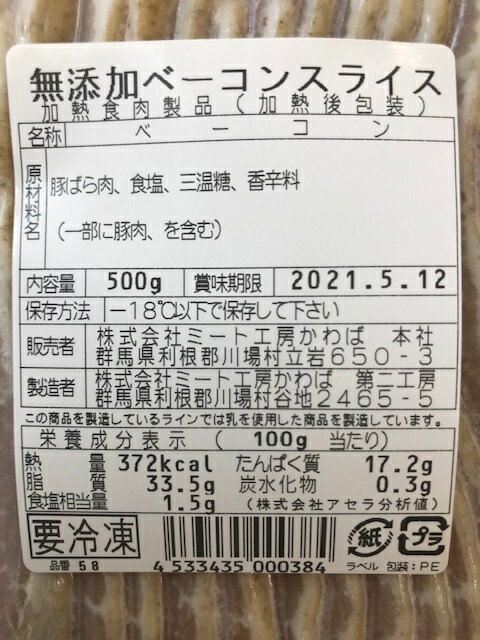 無添加ベーコンスライス
加熱食肉製品（加熱後包装）
名称 ベーコン
原材料名 豚ばら肉、食塩、三温糖、香辛料
（一部に豚肉、を含む）
内容量 500g 賞味期限 2021.5.12
保存方法 －18℃以下で保存して下さい
販売者 株式会社ミート工房かわば 本社
群馬県利根郡川場村立岩650-3
製造者 株式会社ミート工房かわば 第二工房
群馬県利根郡川場村谷地2465-5
この商品を製造しているラインでは乳を使用した商品を製造しています。
栄養成分表示（100g 当たり）
熱量 372kcal たんぱく質 17.2g
脂質 33.5g 炭水化物 0.3g
食塩相当量 1.5g （株式会社アセラ分析値）
要冷凍
紙 プラ
品番 58 4 533435 000384 ラベル 包装：PE